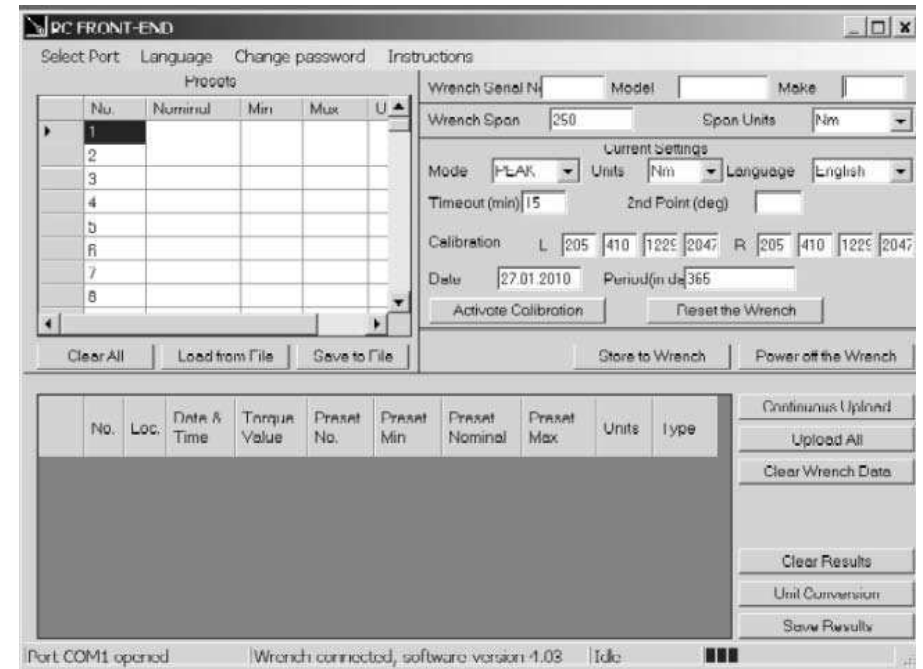 RC FRONT-END
Select Port Language Change password Instructions
Presets
No. Nominal Min Max U
1
2
3
4
5
6
7
8
Clear All Load from File Save to File
Wrench Serial N Model Make
Wrench Span 250 Span Units Nm
Current Settings
Mode PEAK Units Nm Language English
Timeout (min) 15 2nd Point (deg)
Calibration L 205 410 1229 2047 R 205 410 1229 2047
Date 27.01.2010 Period(in da 365
Activate Calibration Reset the Wrench
Store to Wrench Power off the Wrench
No. Loc. Date & Time Torque Value Preset No. Preset Min Preset Nominal Preset Max Units Type
Continuous Upload
Upload All
Clear Wrench Data
Clear Results
Unit Conversion
Save Results
Port COM1 opened Wrench connected, software version 4.03 Idle